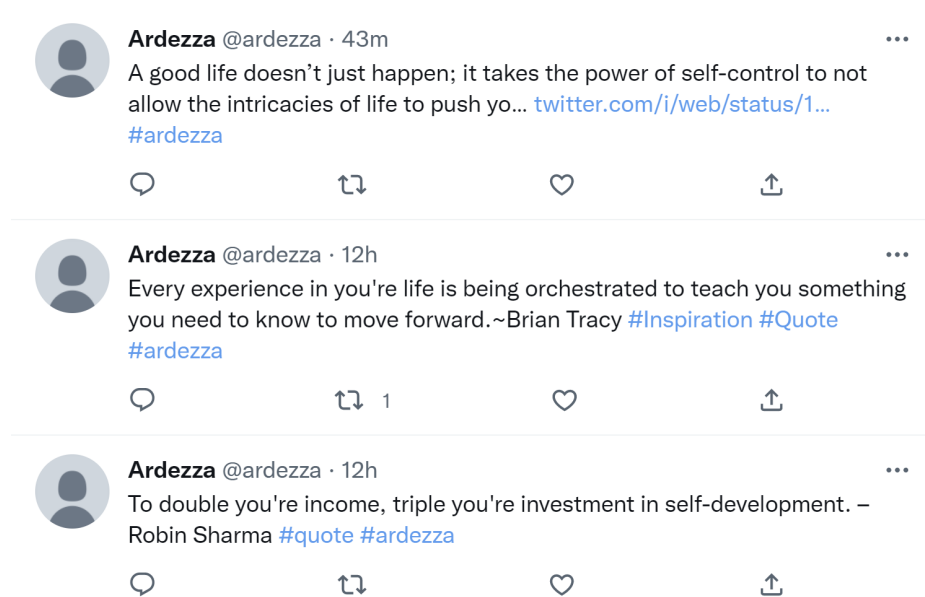 Ardezza @ardezza · 43m
A good life doesn’t just happen; it takes the power of self-control to not
allow the intricacies of life to push yo... twitter.com/i/web/status/1...
#ardezza
Ardezza @ardezza · 12h
Every experience in you're life is being orchestrated to teach you something
you need to know to move forward.~Brian Tracy #Inspiration #Quote
#ardezza
1
Ardezza @ardezza · 12h
To double you're income, triple you're investment in self-development. –
Robin Sharma #quote #ardezza